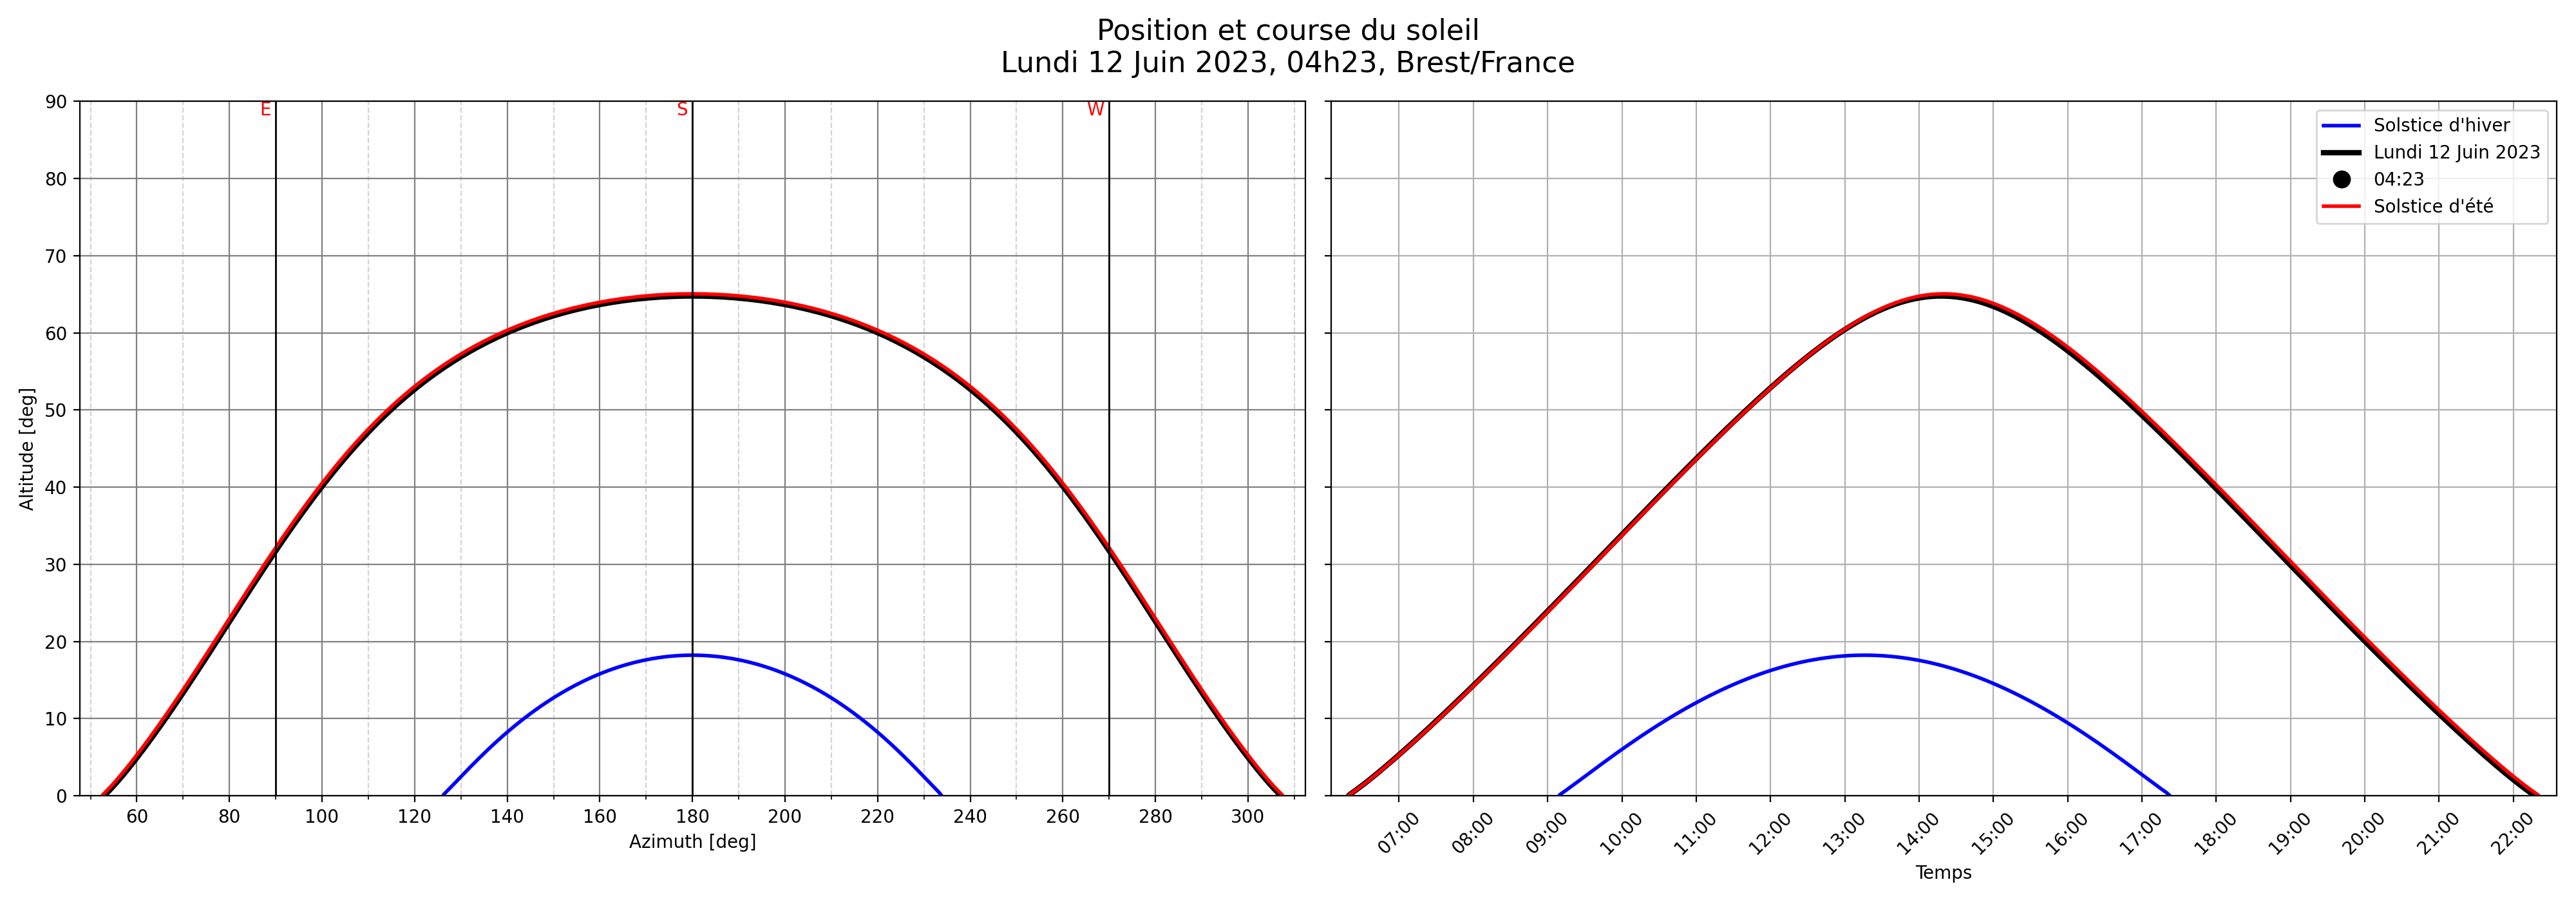 Position et course du soleil
Lundi 12 Juin 2023, 04h23, Brest/France
E
S
W
90
80
70
60
50
40
30
20
10
0
Altitude [deg]
60 80 100 120 140 160 180 200 220 240 260 280 300
Azimuth [deg]
Solstice d'hiver
Lundi 12 Juin 2023
04:23
Solstice d'été
07:00 08:00 09:00 10:00 11:00 12:00 13:00 14:00 15:00 16:00 17:00 18:00 19:00 20:00 21:00 22:00
Temps